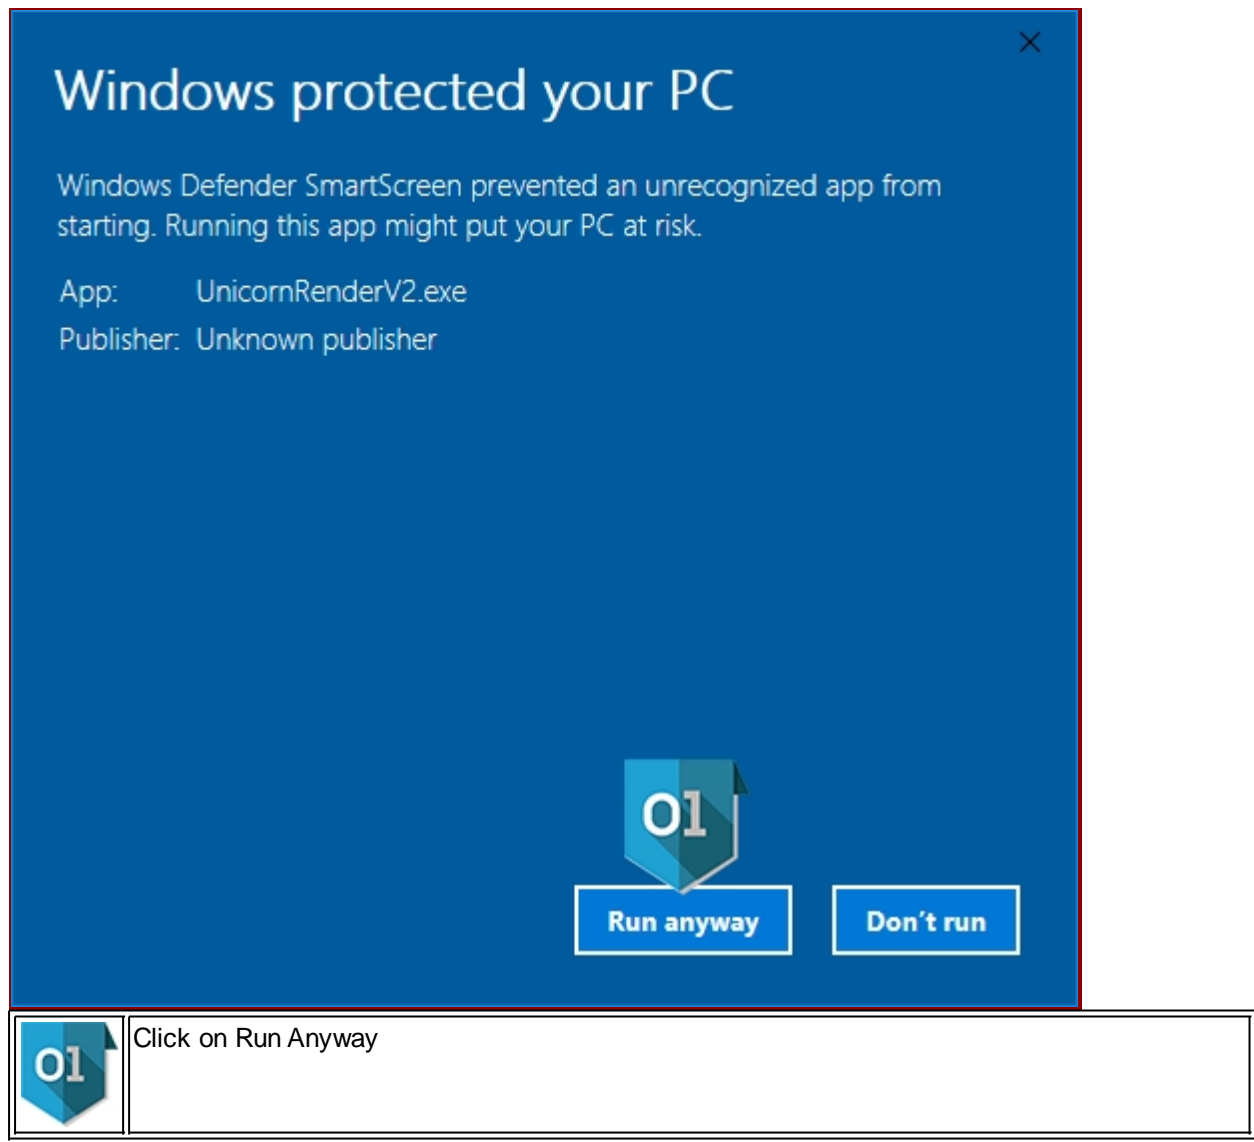 Windows protected your PC
Windows Defender SmartScreen prevented an unrecognized app from
starting. Running this app might put your PC at risk.
App: UnicornRenderV2.exe
Publisher: Unknown publisher
01
Run anyway Don't run
01 Click on Run Anyway